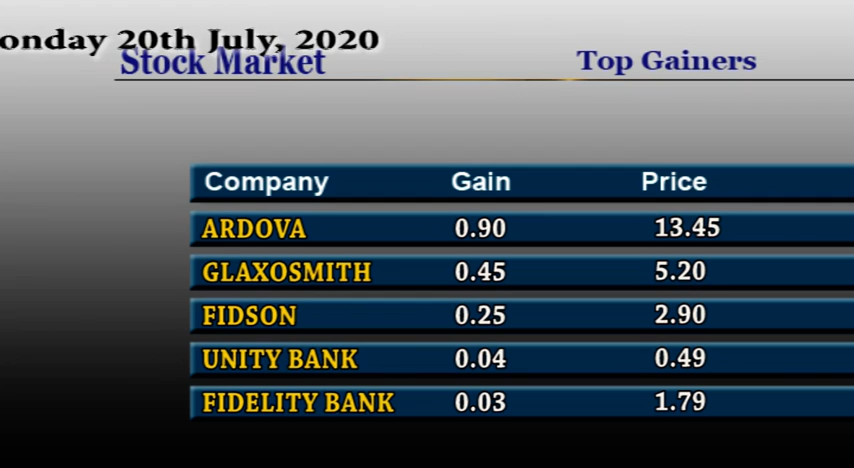 onday 20th July, 2020
Stock Market Top Gainers
Company Gain Price
ARDOVA 0.90 13.45
GLAXOSMITH 0.45 5.20
FIDSON 0.25 2.90
UNITY BANK 0.04 0.49
FIDELITY BANK 0.03 1.79